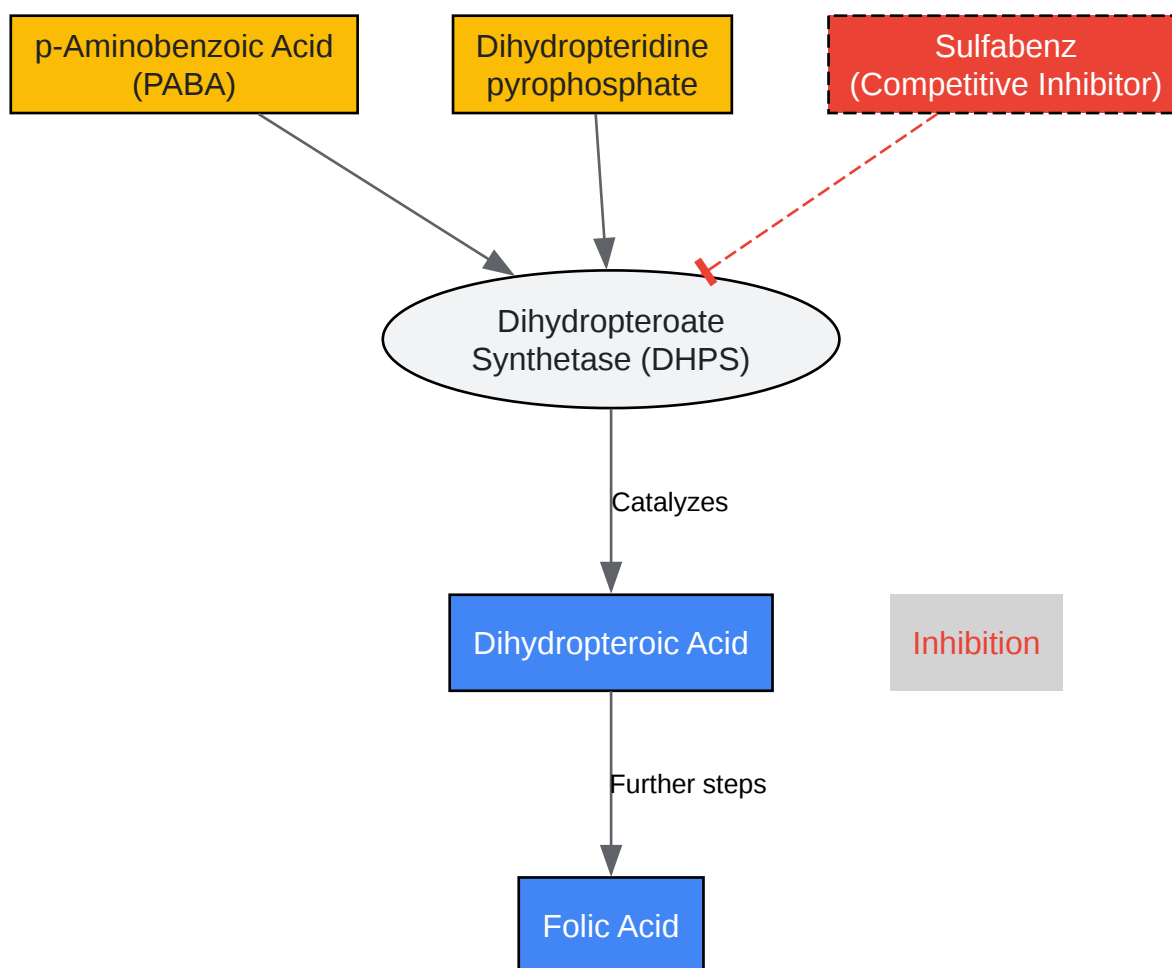 p-Aminobenzoic Acid
(PABA)
Dihydropteridine
pyrophosphate
Sulfabenz
(Competitive Inhibitor)
Dihydropteroate
Synthetase (DHPS)
Catalyzes
Dihydropteroic Acid
Inhibition
Further steps
Folic Acid